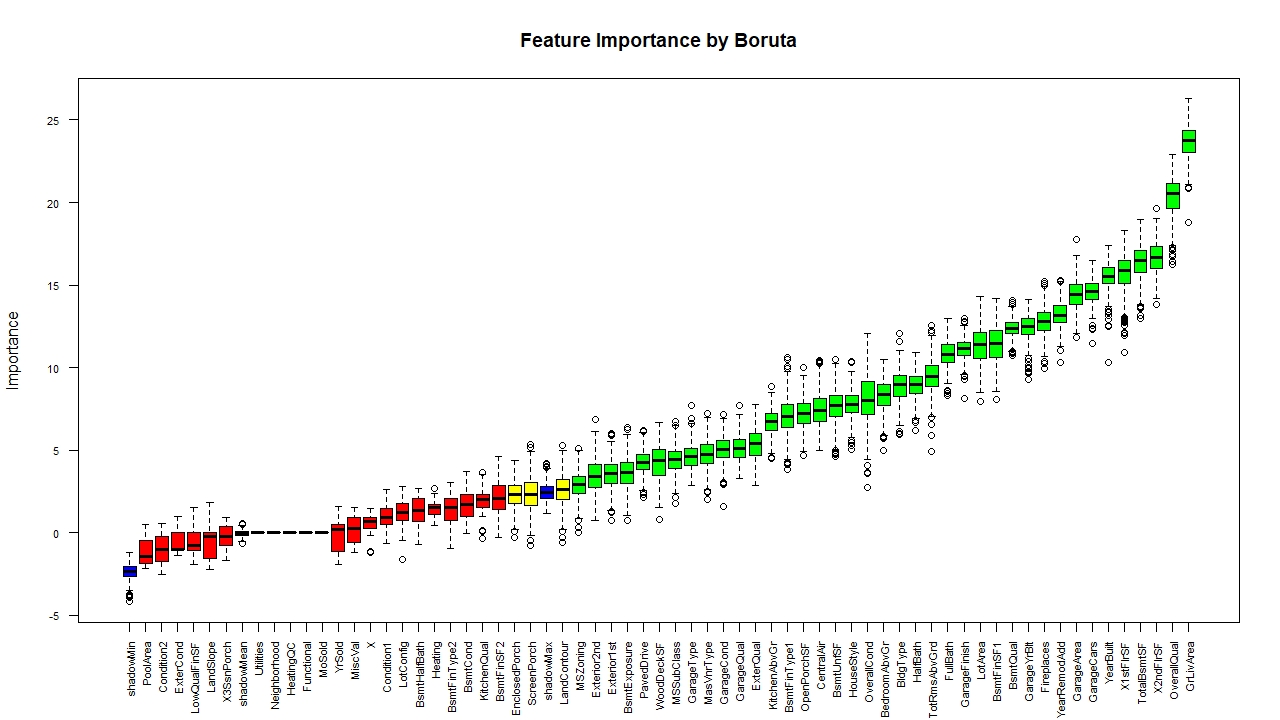 Feature Importance by Boruta
Importance
25
20
15
10
5
0
-5
shadowMin
PoolArea
Condition2
ExterCond
LowQualFinSF
LandSlope
X3SsnPorch
shadowMean
Utilities
Neighborhood
HeatingQC
Functional
MoSold
YrSold
MiscVal
X
Condition1
LotConfig
BsmtHalfBath
Heating
BsmtFinType2
BsmtCond
KitchenQual
BsmtFinSF2
EnclosedPorch
ScreenPorch
shadowMax
LandContour
MSZoning
Exterior2nd
Exterior1st
BsmtExposure
PavedDrive
WoodDeckSF
MSSubClass
GarageType
MasVnrType
GarageCond
GarageQual
ExterQual
KitchenAbvGr
BsmtFinType1
OpenPorchSF
CentralAir
BsmtUnfSF
HouseStyle
OverallCond
BedroomAbvGr
BldgType
HalfBath
TotRmsAbvGrd
FullBath
GarageFinish
LotArea
BsmtFinSF1
BsmtQual
GarageYrBlt
Fireplaces
YearRemodAdd
GarageArea
GarageCars
YearBuilt
X1stFlrSF
TotalBsmtSF
X2ndFlrSF
OverallQual
GrLivArea